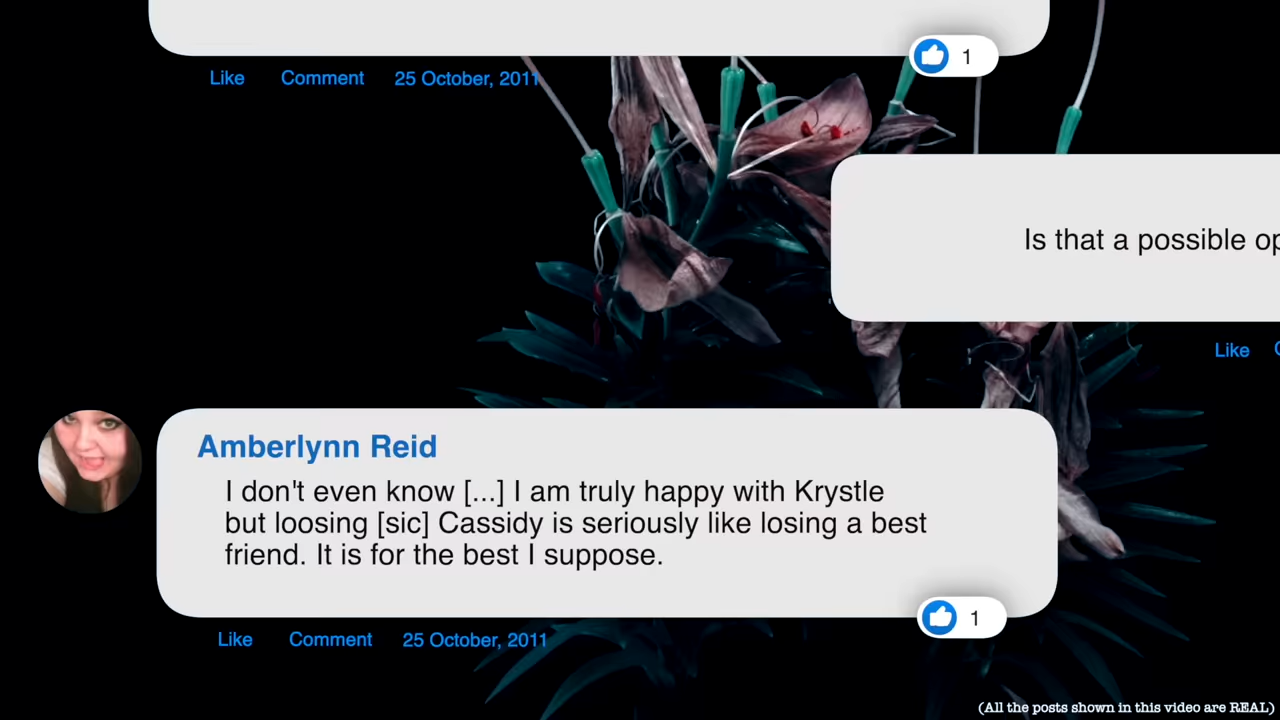 1
Like Comment 25 October, 2011
Is that a possible op
Like
Amberlynn Reid
I don't even know [...] I am truly happy with Krystle
but loosing [sic] Cassidy is seriously like losing a best
friend. It is for the best I suppose.
1
Like Comment 25 October, 2011
(All the posts shown in this video are REAL)